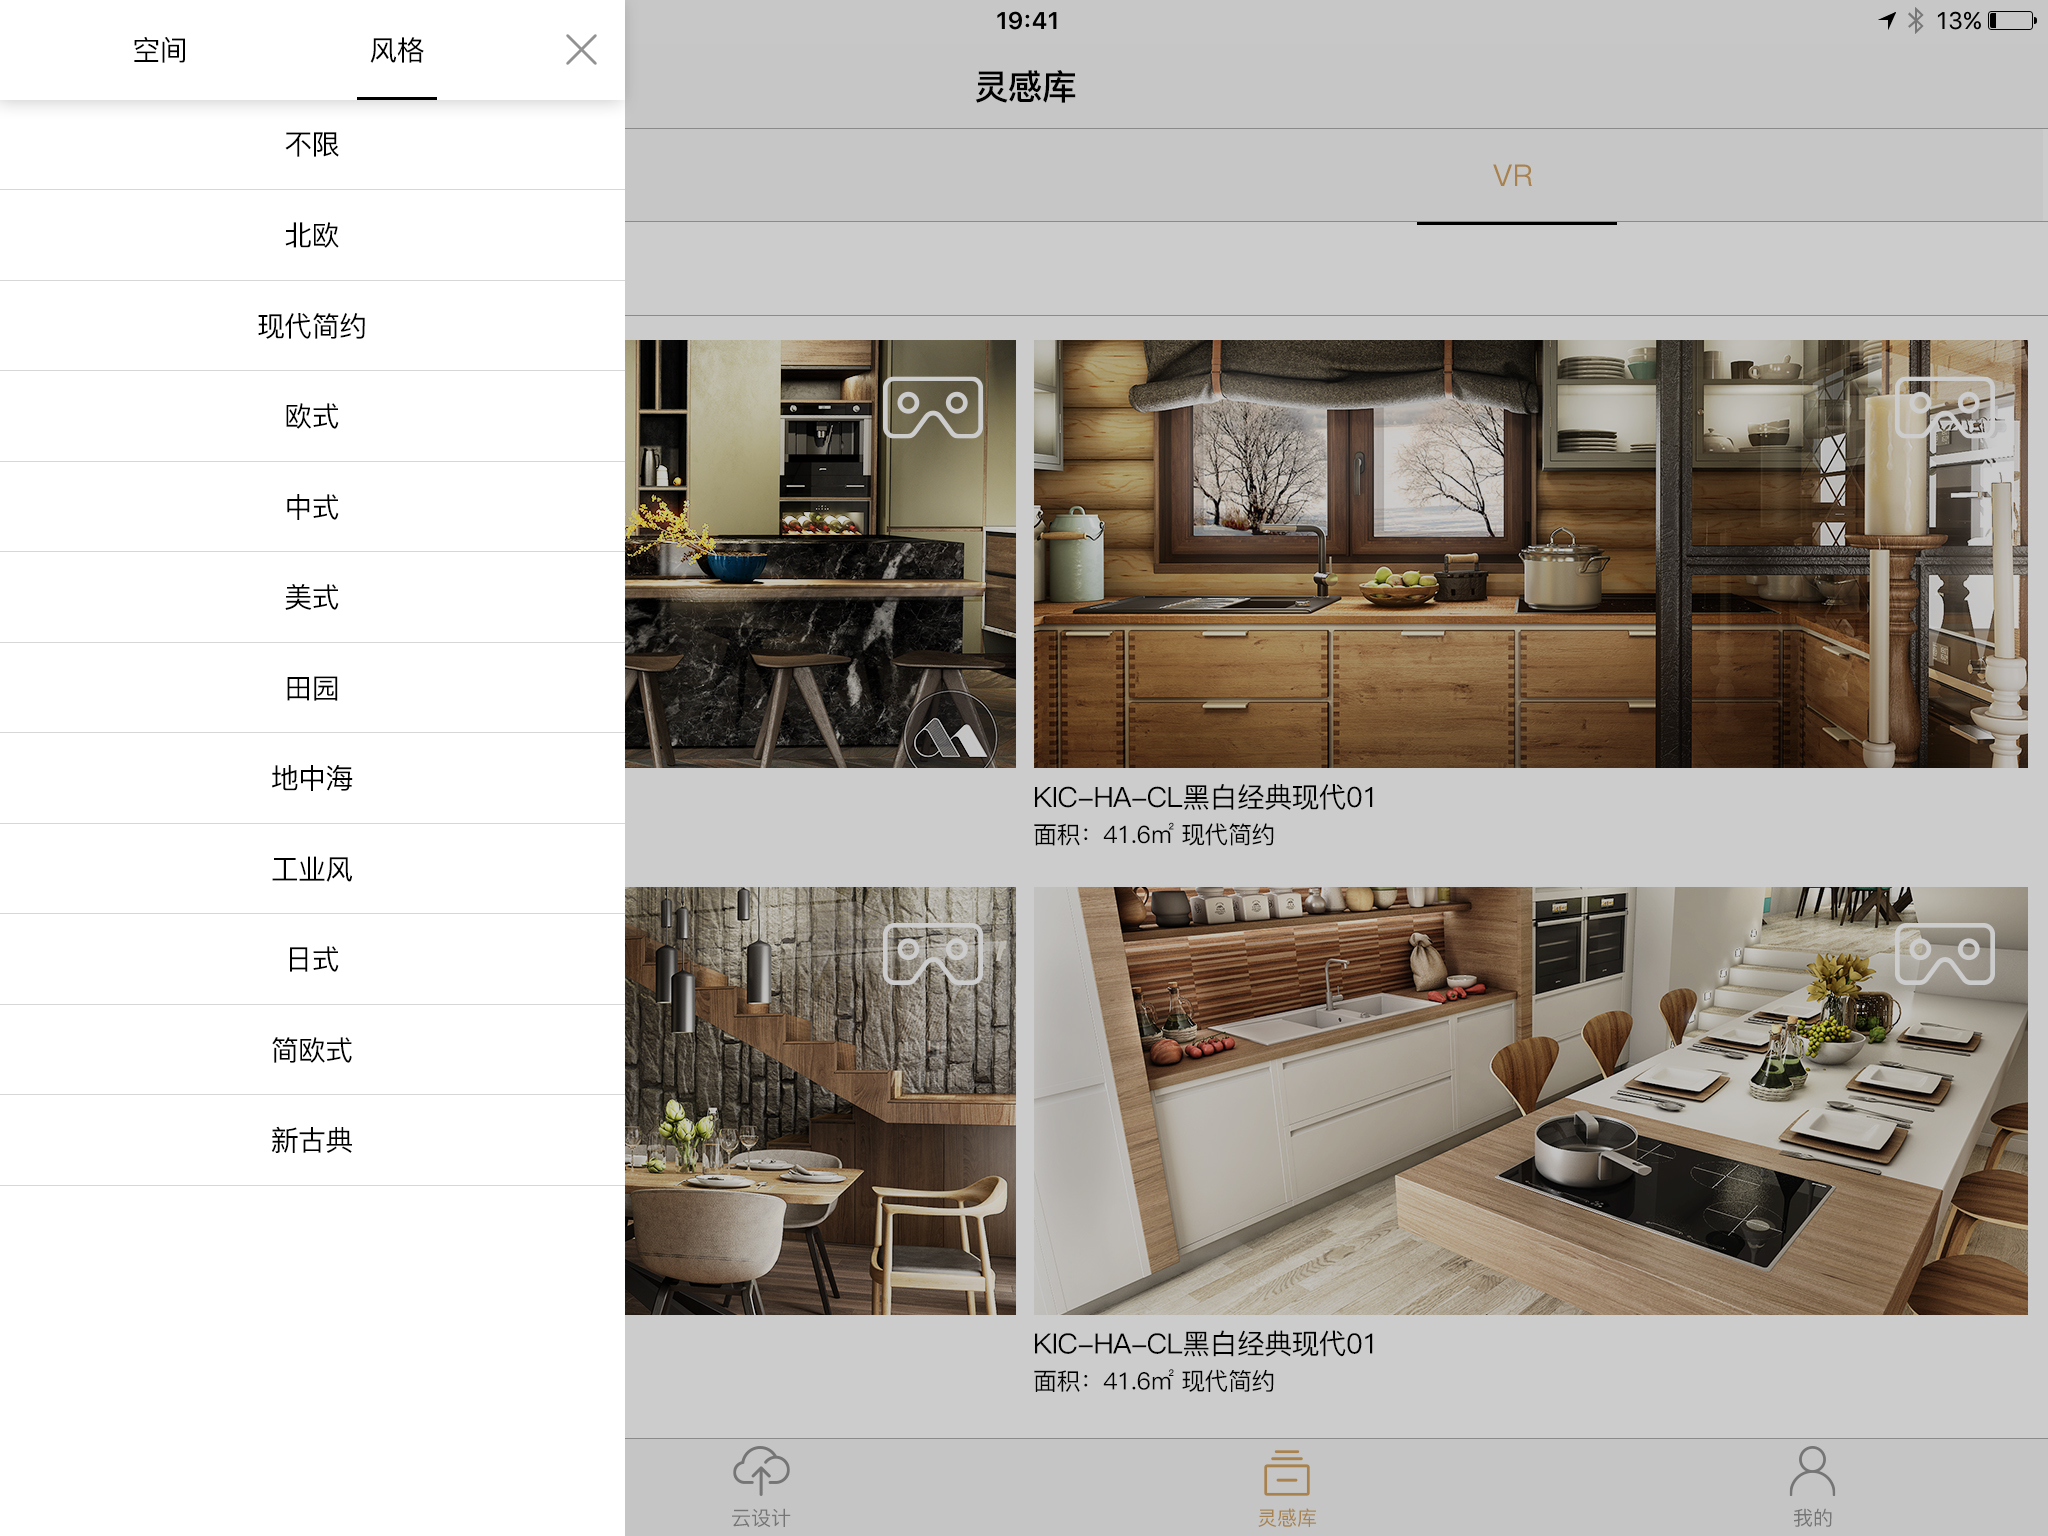 19:41
13%
空间
风格
灵感库
VR
不限
北欧
现代简约
欧式
中式
美式
田园
地中海
工业风
日式
简欧式
新古典
KIC-HA-CL黑白经典现代01
面积：41.6㎡ 现代简约
KIC-HA-CL黑白经典现代01
面积：41.6㎡ 现代简约
云设计
灵感库
我的